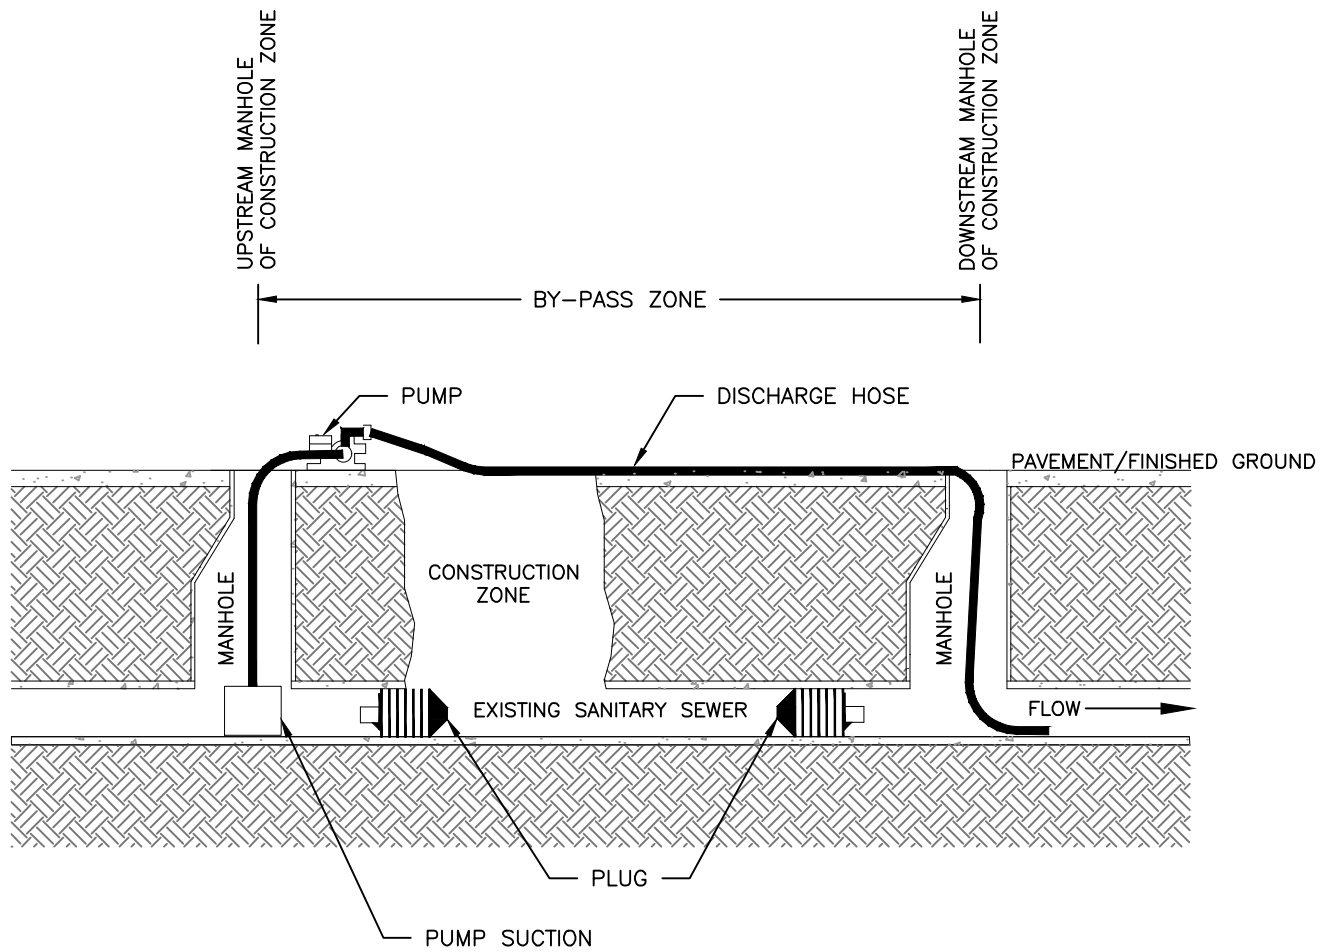 UPSTREAM MANHOLE
OF CONSTRUCTION ZONE
DOWNSTREAM MANHOLE
OF CONSTRUCTION ZONE
BY-PASS ZONE
PUMP
DISCHARGE HOSE
PAVEMENT/FINISHED GROUND
CONSTRUCTION
ZONE
MANHOLE
MANHOLE
EXISTING SANITARY SEWER
FLOW
PLUG
PUMP SUCTION